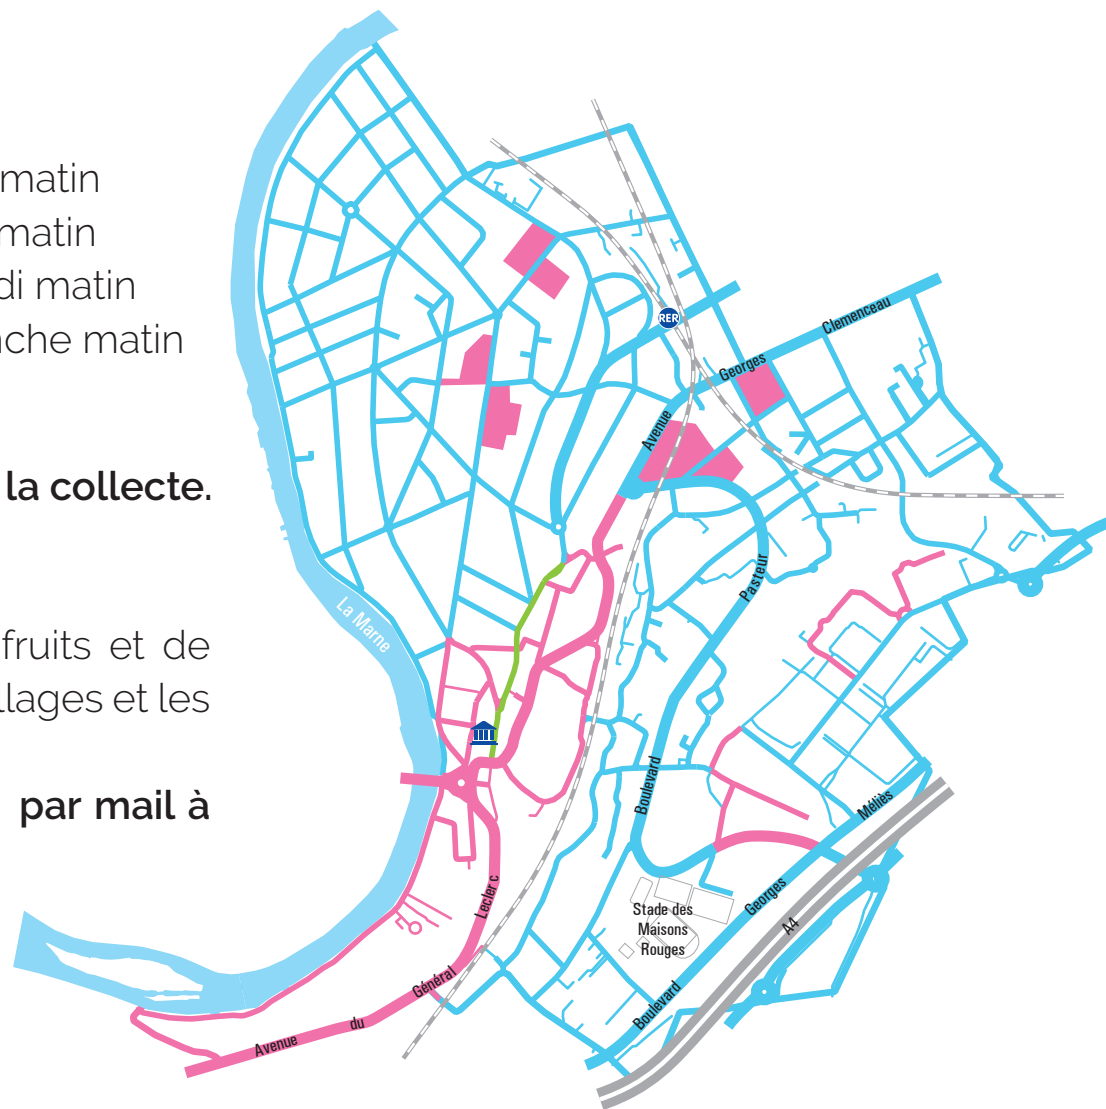 matin
matin
di matin
nche matin
la collecte.
fruits et de
llages et les
par mail à
RER
Clemenceau
Georges
Avenue
La Marne
Pasteur
Boulevard
Méliès
Georges
Boulevard
A4
Stade des
Maisons
Rouges
Leclerc
Général
du
Avenue